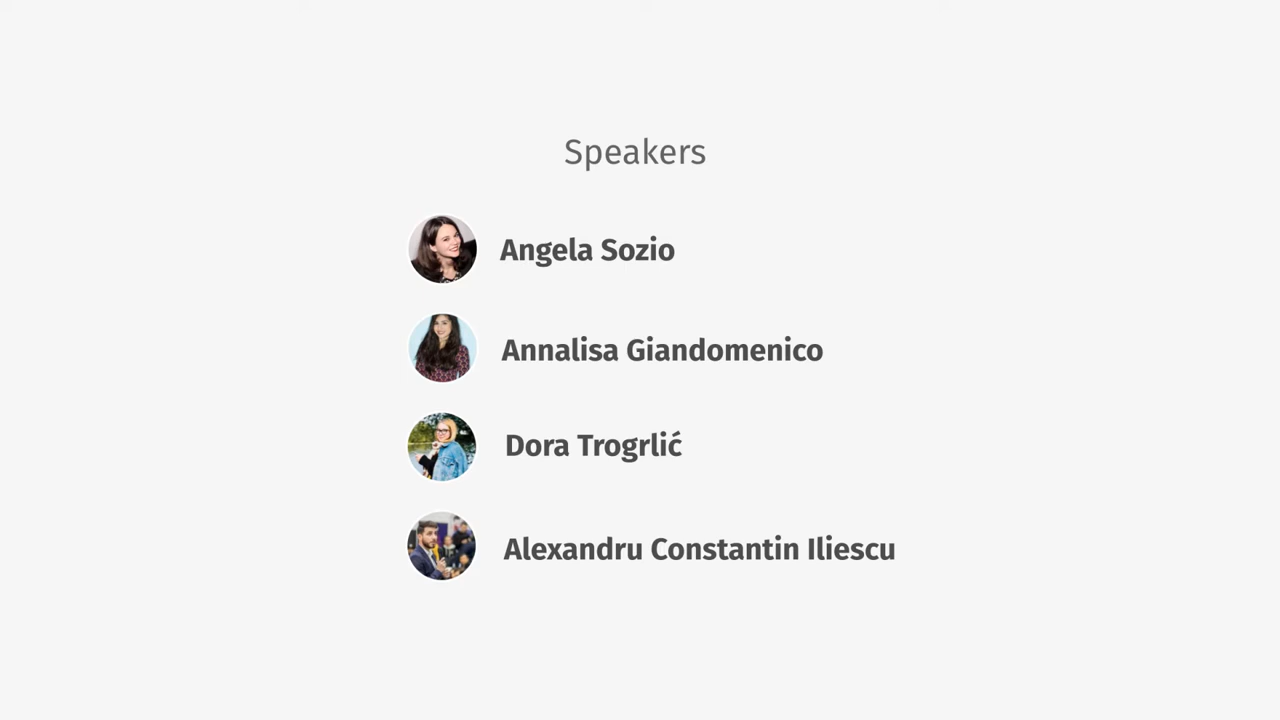 Speakers
Angela Sozio
Annalisa Giandomenico
Dora Trogrlić
Alexandru Constantin Iliescu